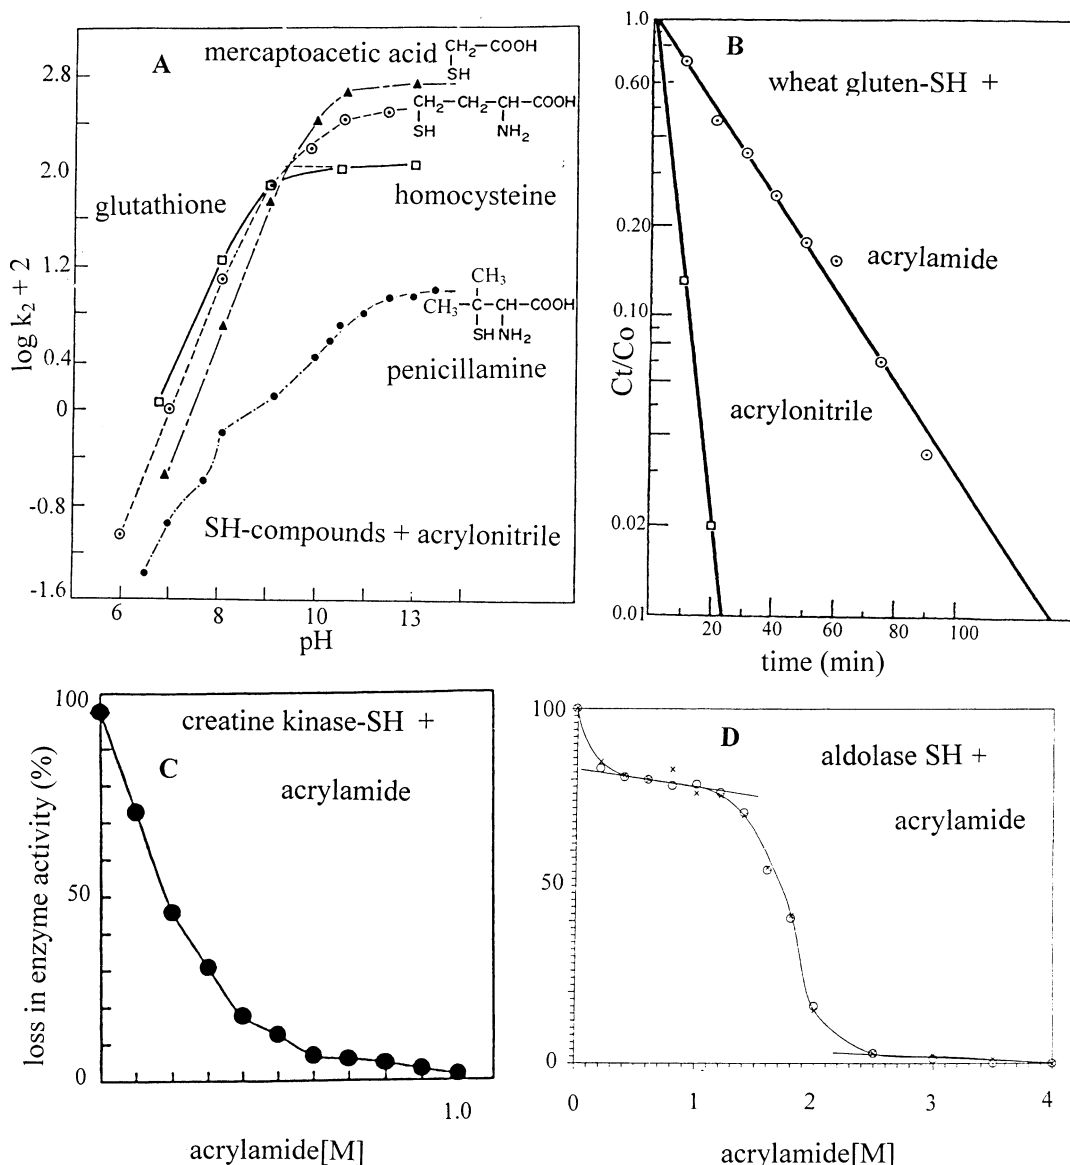 A
mercaptoacetic acid
CH2-COOH
SH
CH2-CH2-CH-COOH
SH NH2
glutathione
homocysteine
CH3
CH3-C-CH-COOH
SH NH2
penicillamine
SH-compounds + acrylonitrile
log k2 + 2
2.8
2.0
1.2
0.4
0
-0.8
-1.6
6 8 10 13
pH
B
wheat gluten-SH +
acrylamide
acrylonitrile
Ct/Co
1.0
0.60
0.20
0.10
0.02
0.01
20 40 60 80 100
time (min)
C
creatine kinase-SH +
acrylamide
loss in enzyme activity (%)
100
50
0
1.0
acrylamide[M]
D
aldolase SH +
acrylamide
100
50
0
0 1 2 3 4
acrylamide[M]